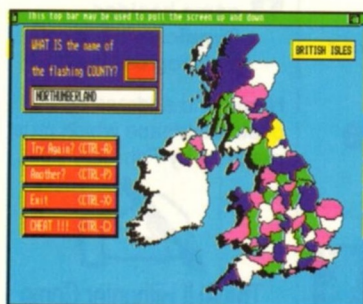 This top bar may be used to pull the screen up and down
WHAT IS the name of
the flashing COUNTY?
NORTHUMBERLAND
BRITISH ISLES
Try Again? (CTRL-A)
Another? (CTRL-P)
Exit (CTRL-X)
CHEAT !!! (CTRL-C)